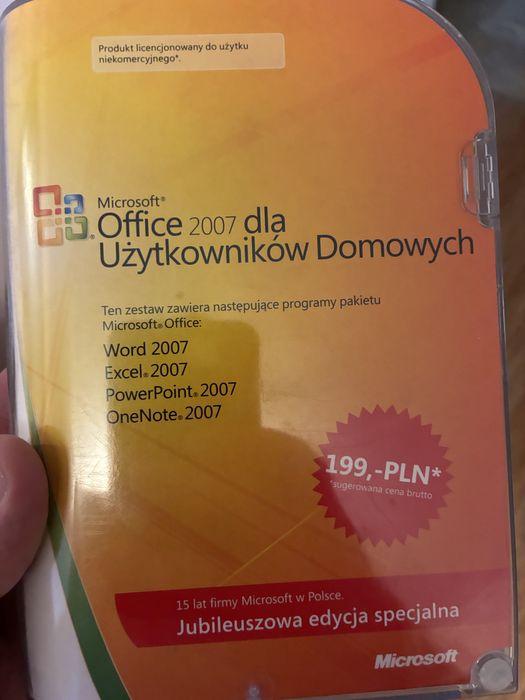 Produkt licencjonowany do użytku
niekomercyjnego*.
Microsoft®
Office 2007 dla
Użytkowników Domowych
Ten zestaw zawiera następujące programy pakietu
Microsoft® Office:
Word 2007
Excel® 2007
PowerPoint® 2007
OneNote® 2007
199,-PLN*
*sugerowana cena brutto
15 lat firmy Microsoft w Polsce.
Jubileuszowa edycja specjalna
Microsoft